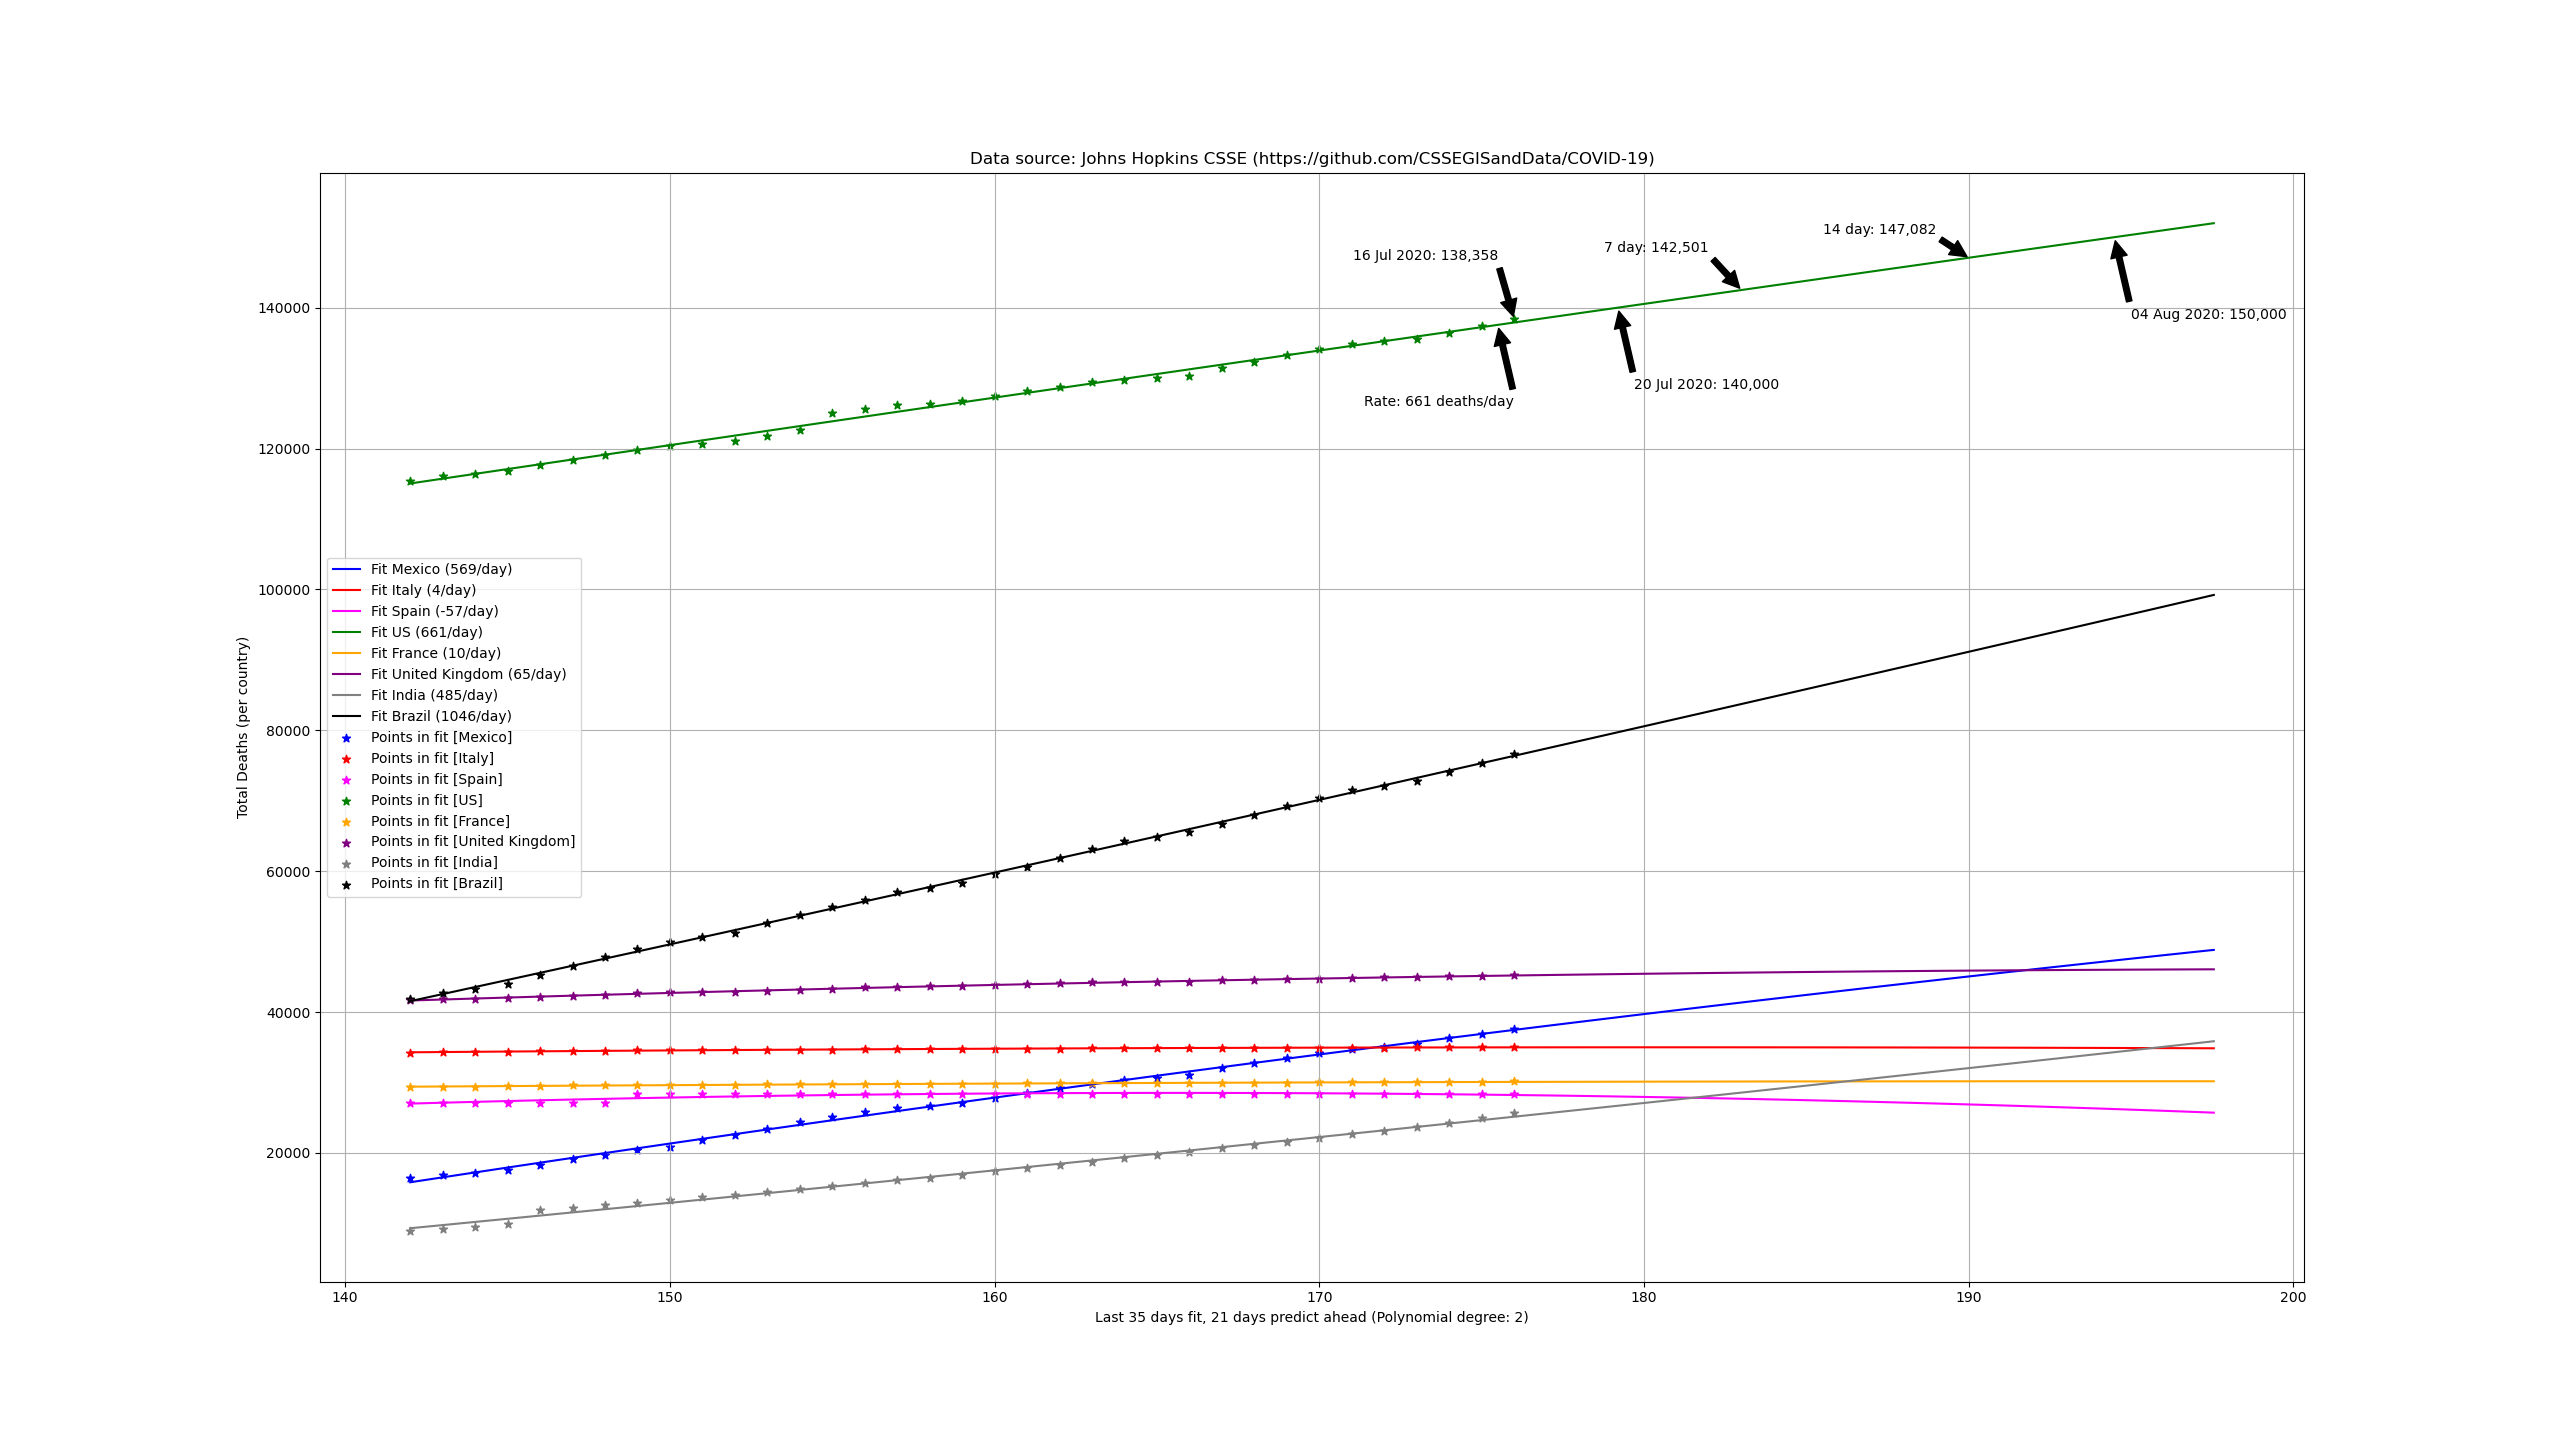 Data source: Johns Hopkins CSSE (https://github.com/CSSEGISandData/COVID-19)
14 day: 147,082
7 day: 142,501
16 Jul 2020: 138,358
04 Aug 2020: 150,000
20 Jul 2020: 140,000
Rate: 661 deaths/day
Total Deaths (per country)
140000
120000
100000
80000
60000
40000
20000
Fit Mexico (569/day)
Fit Italy (4/day)
Fit Spain (-57/day)
Fit US (661/day)
Fit France (10/day)
Fit United Kingdom (65/day)
Fit India (485/day)
Fit Brazil (1046/day)
Points in fit [Mexico]
Points in fit [Italy]
Points in fit [Spain]
Points in fit [US]
Points in fit [France]
Points in fit [United Kingdom]
Points in fit [India]
Points in fit [Brazil]
140 150 160 170 180 190 200
Last 35 days fit, 21 days predict ahead (Polynomial degree: 2)